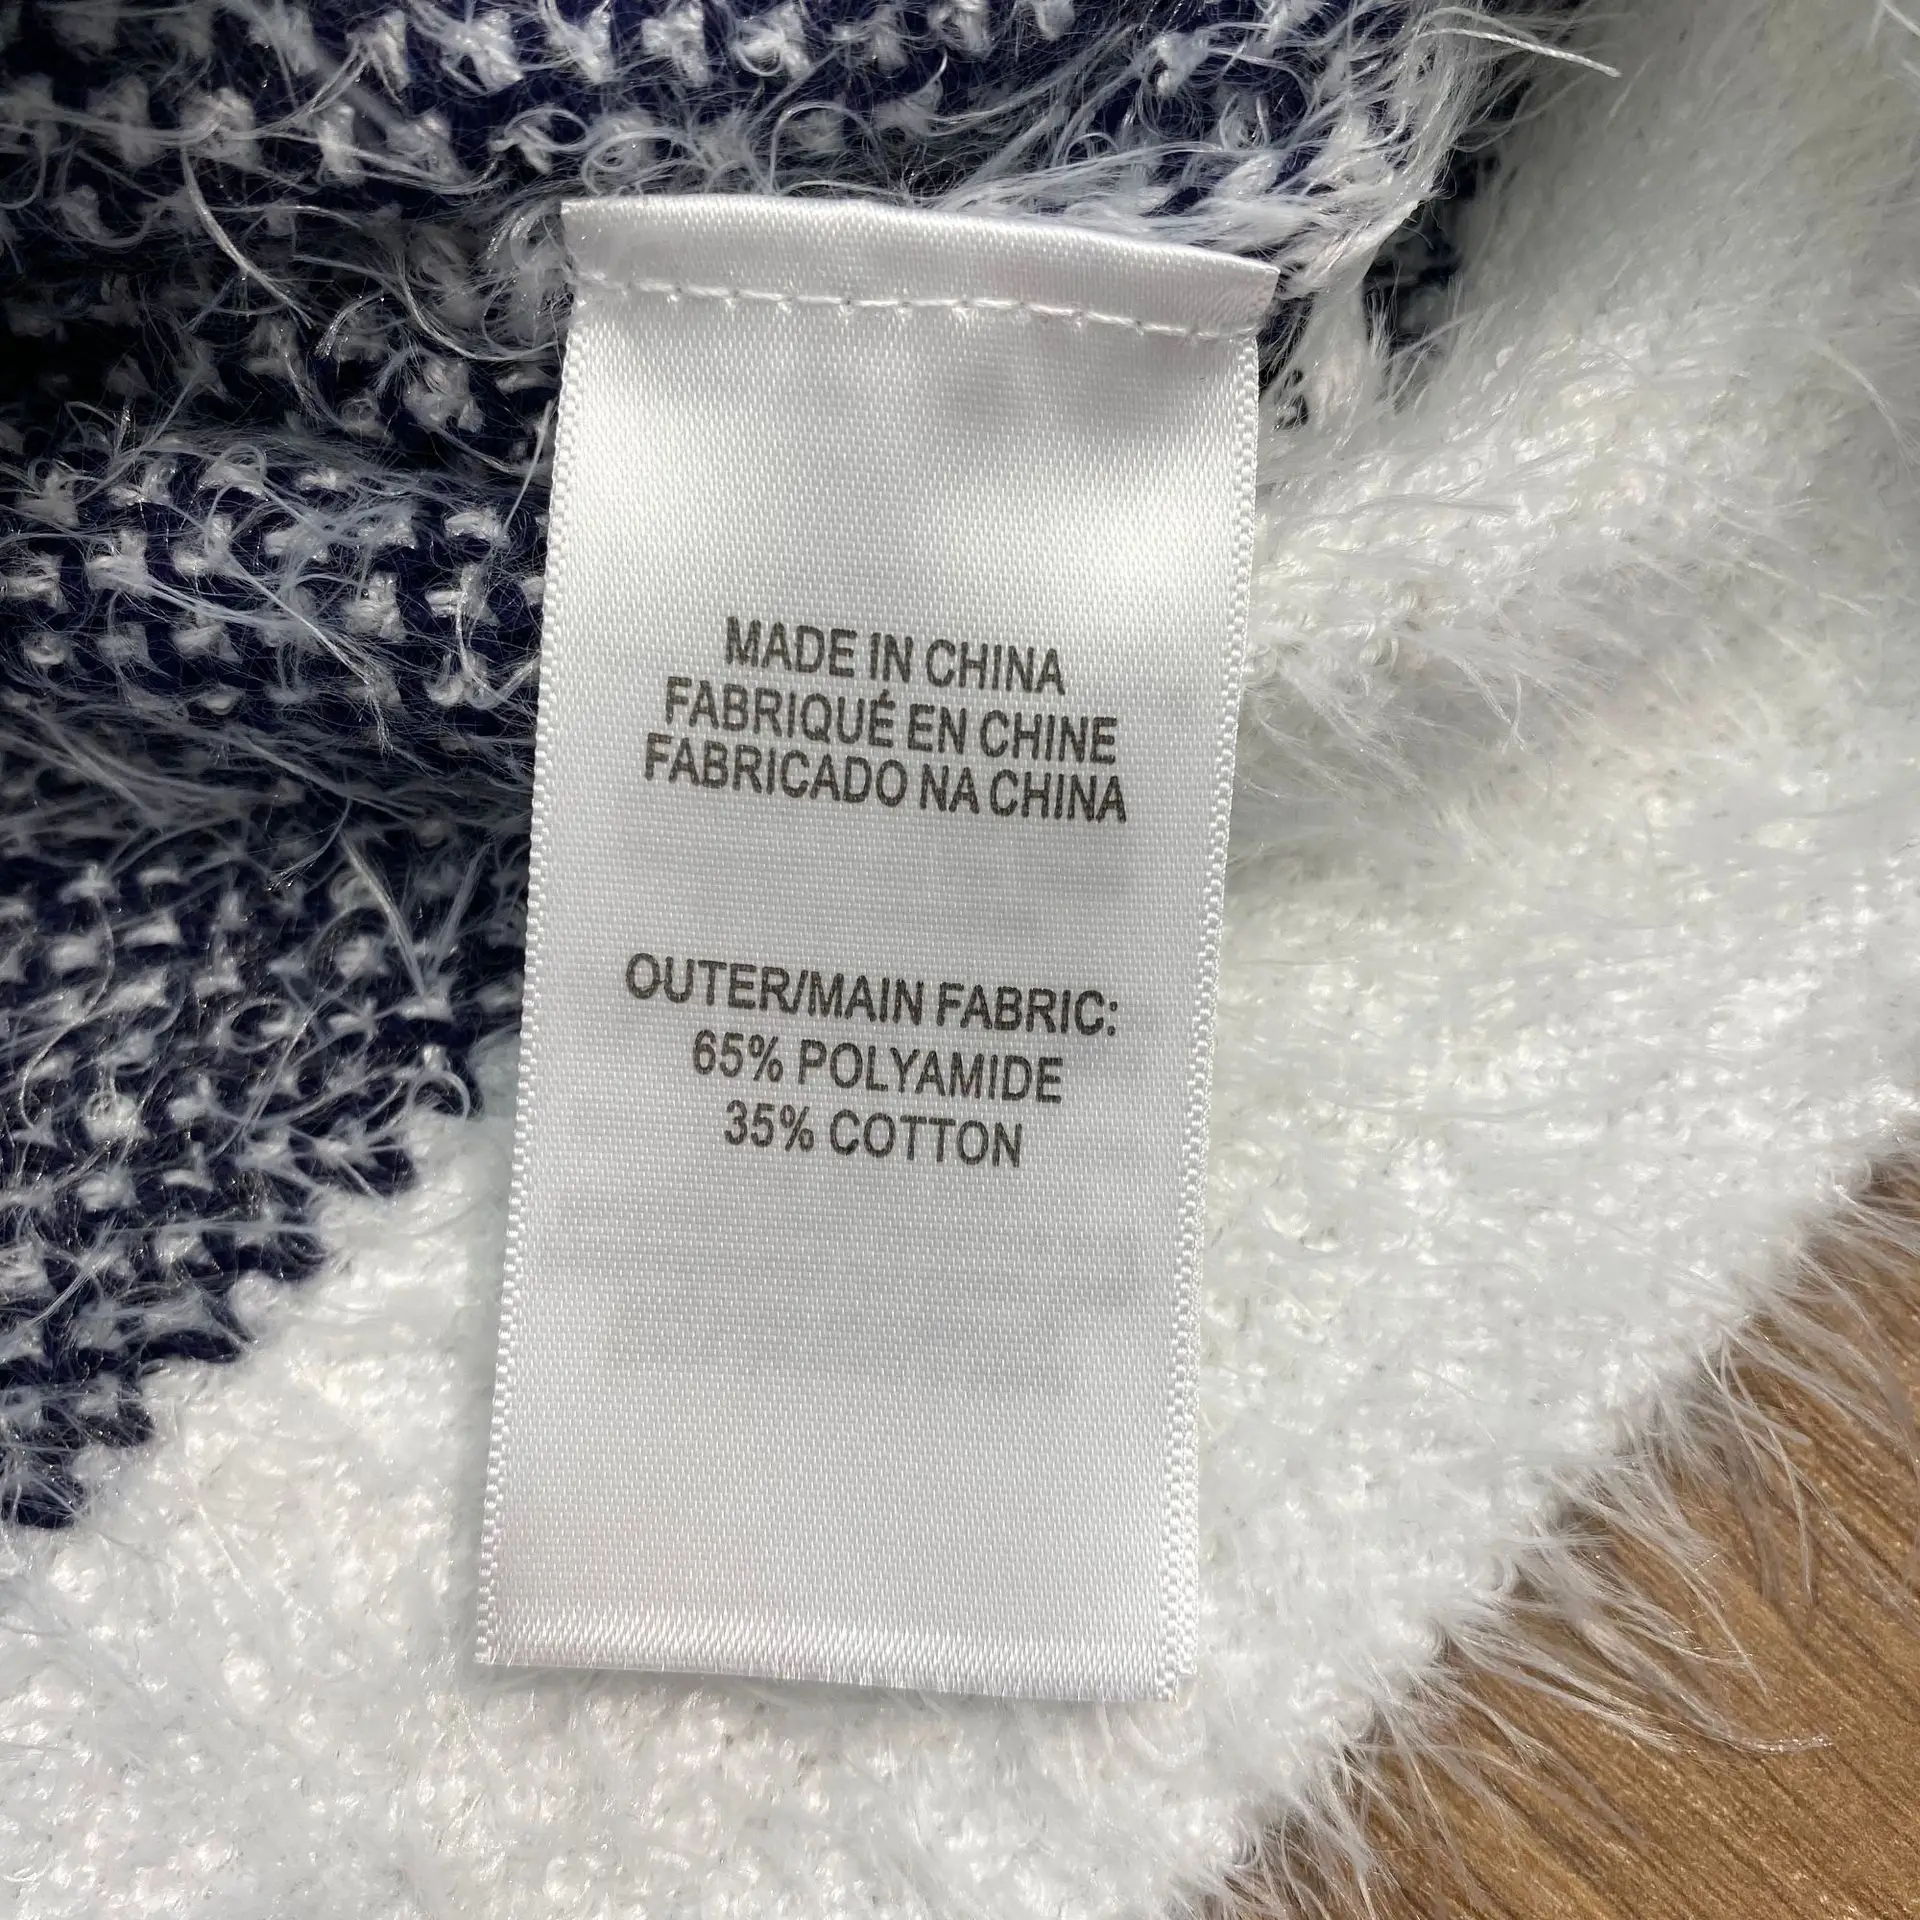 MADE IN CHINA
FABRIQUÉ EN CHINE
FABRICADO NA CHINA
OUTER/MAIN FABRIC:
65% POLYAMIDE
35% COTTON